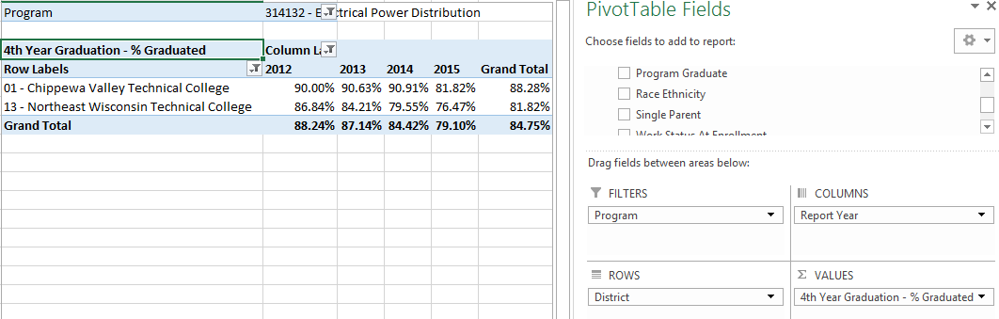 Program 314132 - E ctrical Power Distribution
4th Year Graduation - % Graduated Column La
Row Labels 2012 2013 2014 2015 Grand Total
01 - Chippewa Valley Technical College 90.00% 90.63% 90.91% 81.82% 88.28%
13 - Northeast Wisconsin Technical College 86.84% 84.21% 79.55% 76.47% 81.82%
Grand Total 88.24% 87.14% 84.42% 79.10% 84.75%
PivotTable Fields
Choose fields to add to report:
Program Graduate
Race Ethnicity
Single Parent
Work Status At Enrollment
Drag fields between areas below:
FILTERS
Program
COLUMNS
Report Year
ROWS
District
VALUES
4th Year Graduation - % Graduated